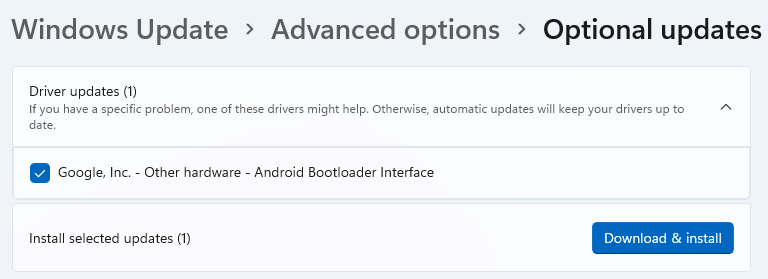 Windows Update > Advanced options > Optional updates
Driver updates (1)
If you have a specific problem, one of these drivers might help. Otherwise, automatic updates will keep your drivers up to
date.
Google, Inc. - Other hardware - Android Bootloader Interface
Install selected updates (1)
Download & install